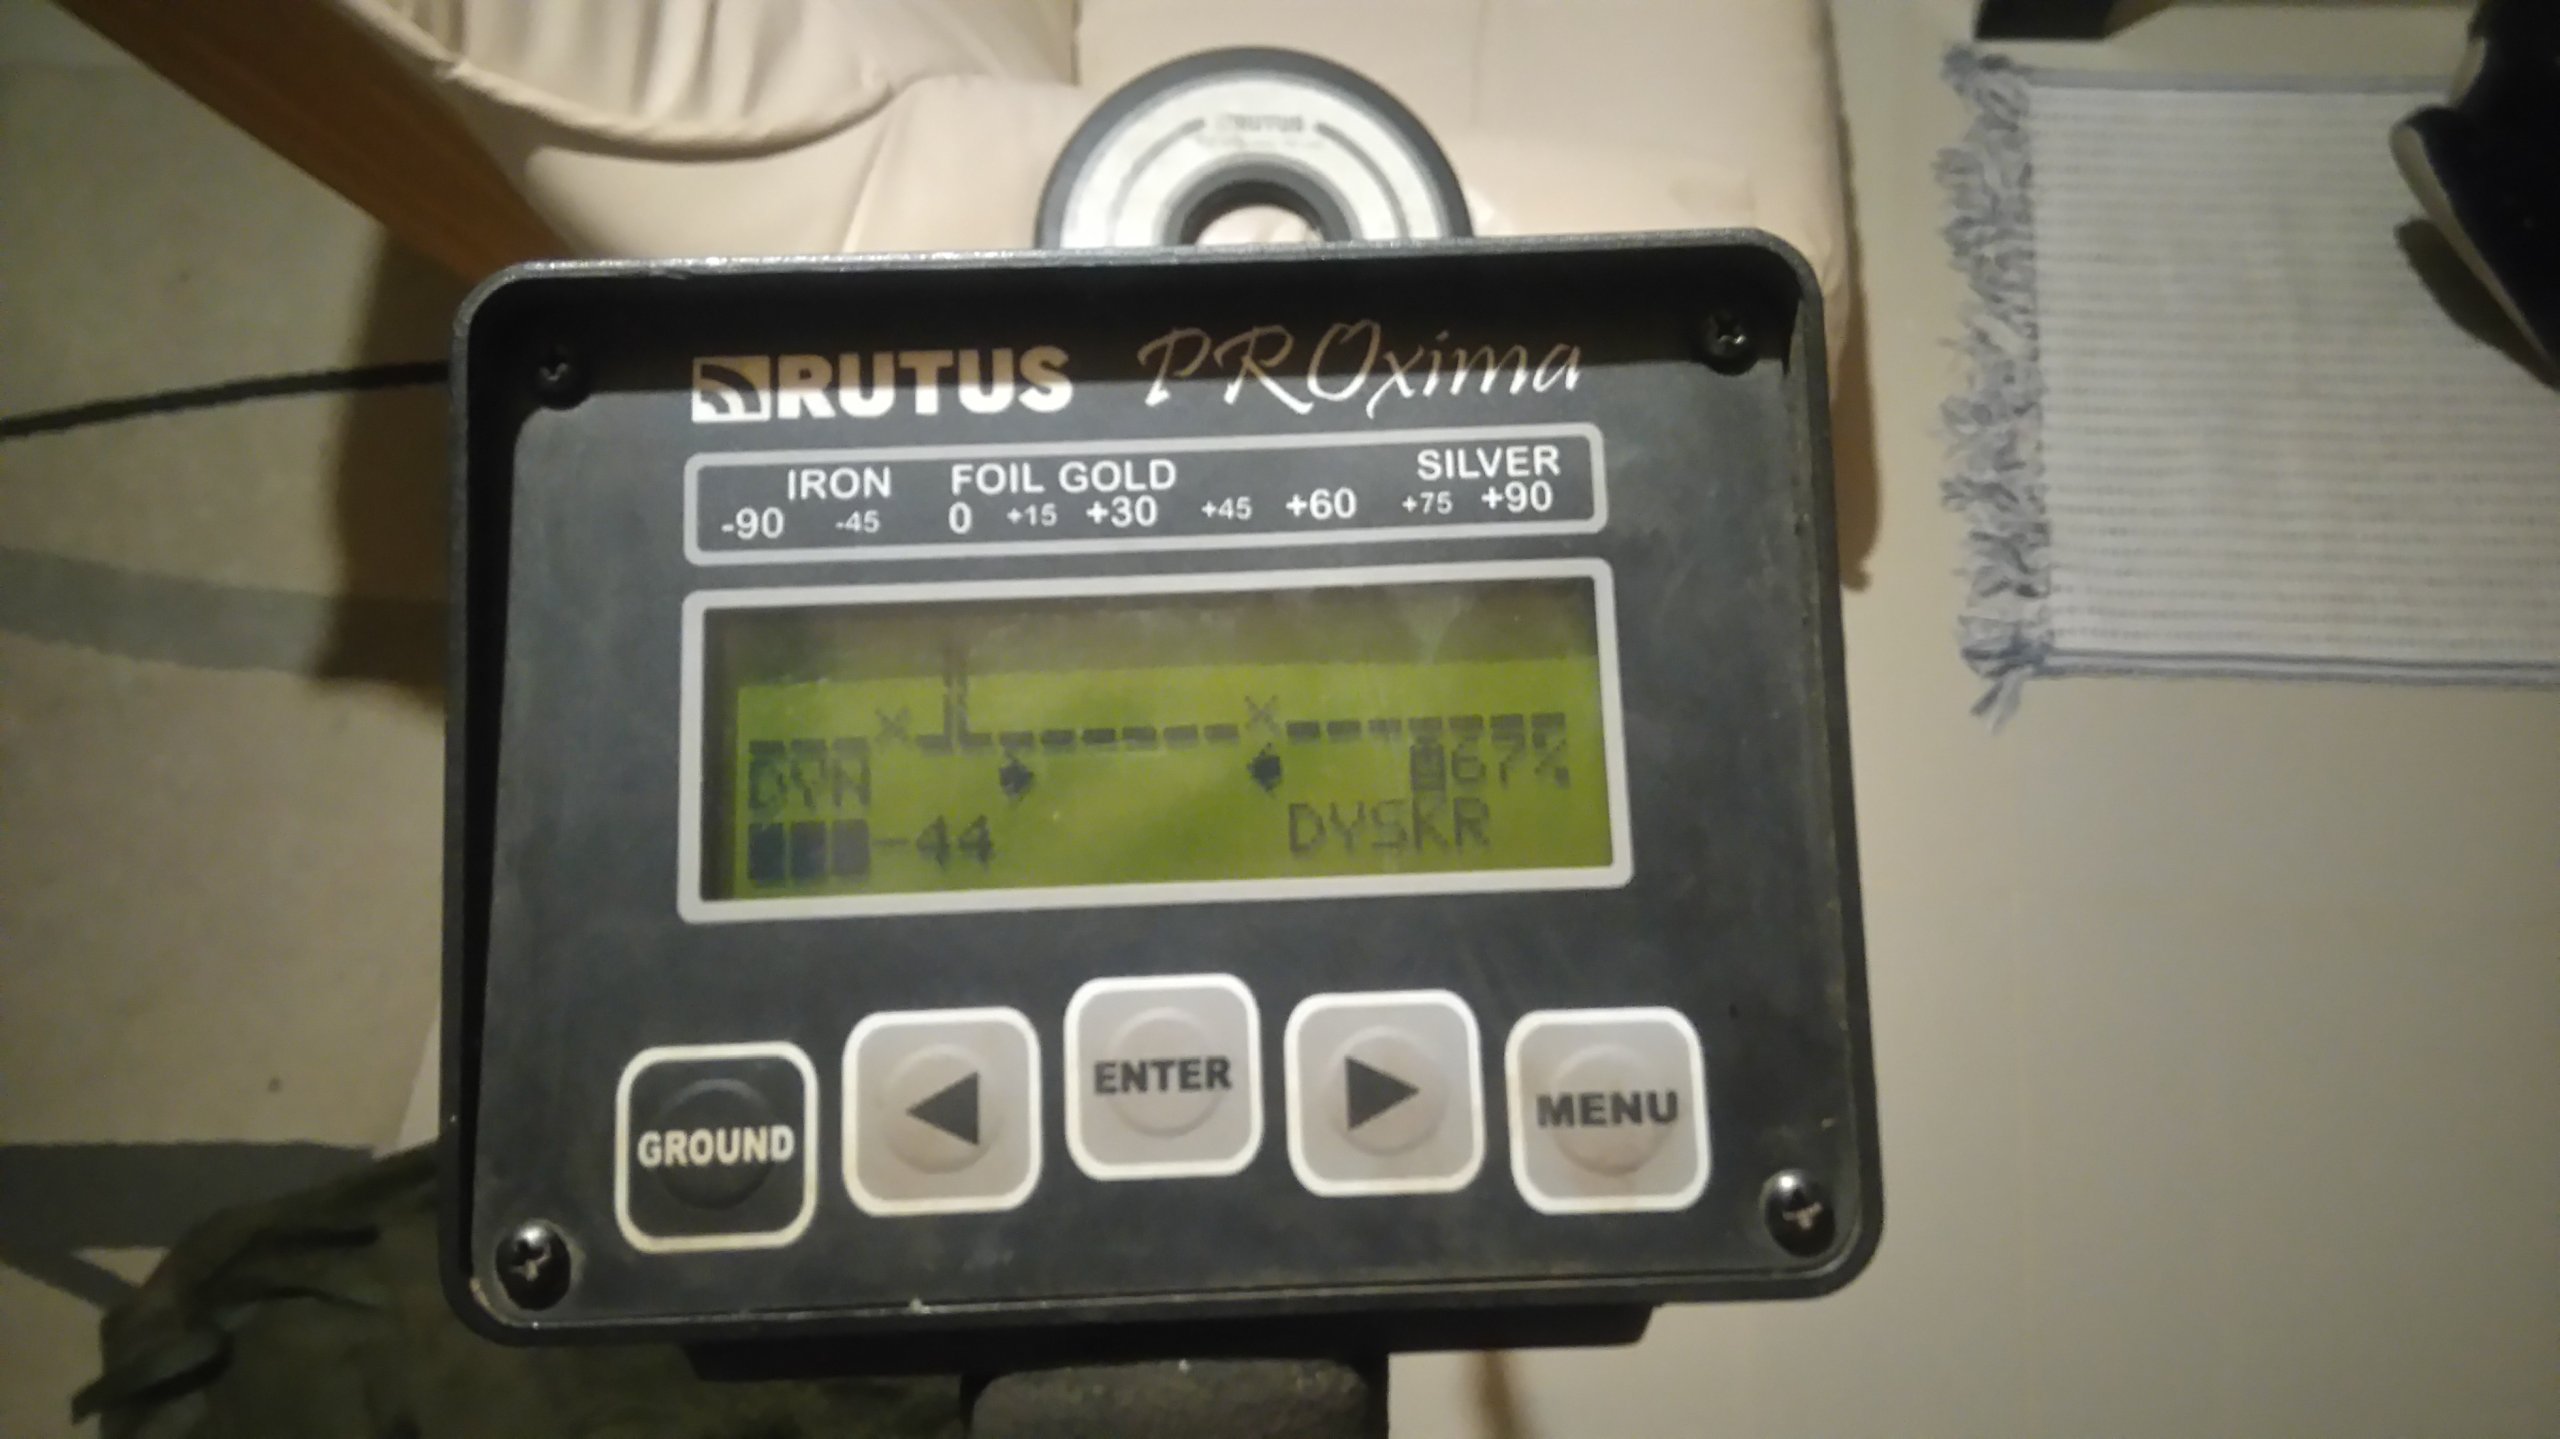 RUTUS
RUTUS PROxima
IRON FOIL GOLD SILVER
-90 -45 0 +15 +30 +45 +60 +75 +90
DYN 67%
-44 DYSKR
GROUND ENTER MENU